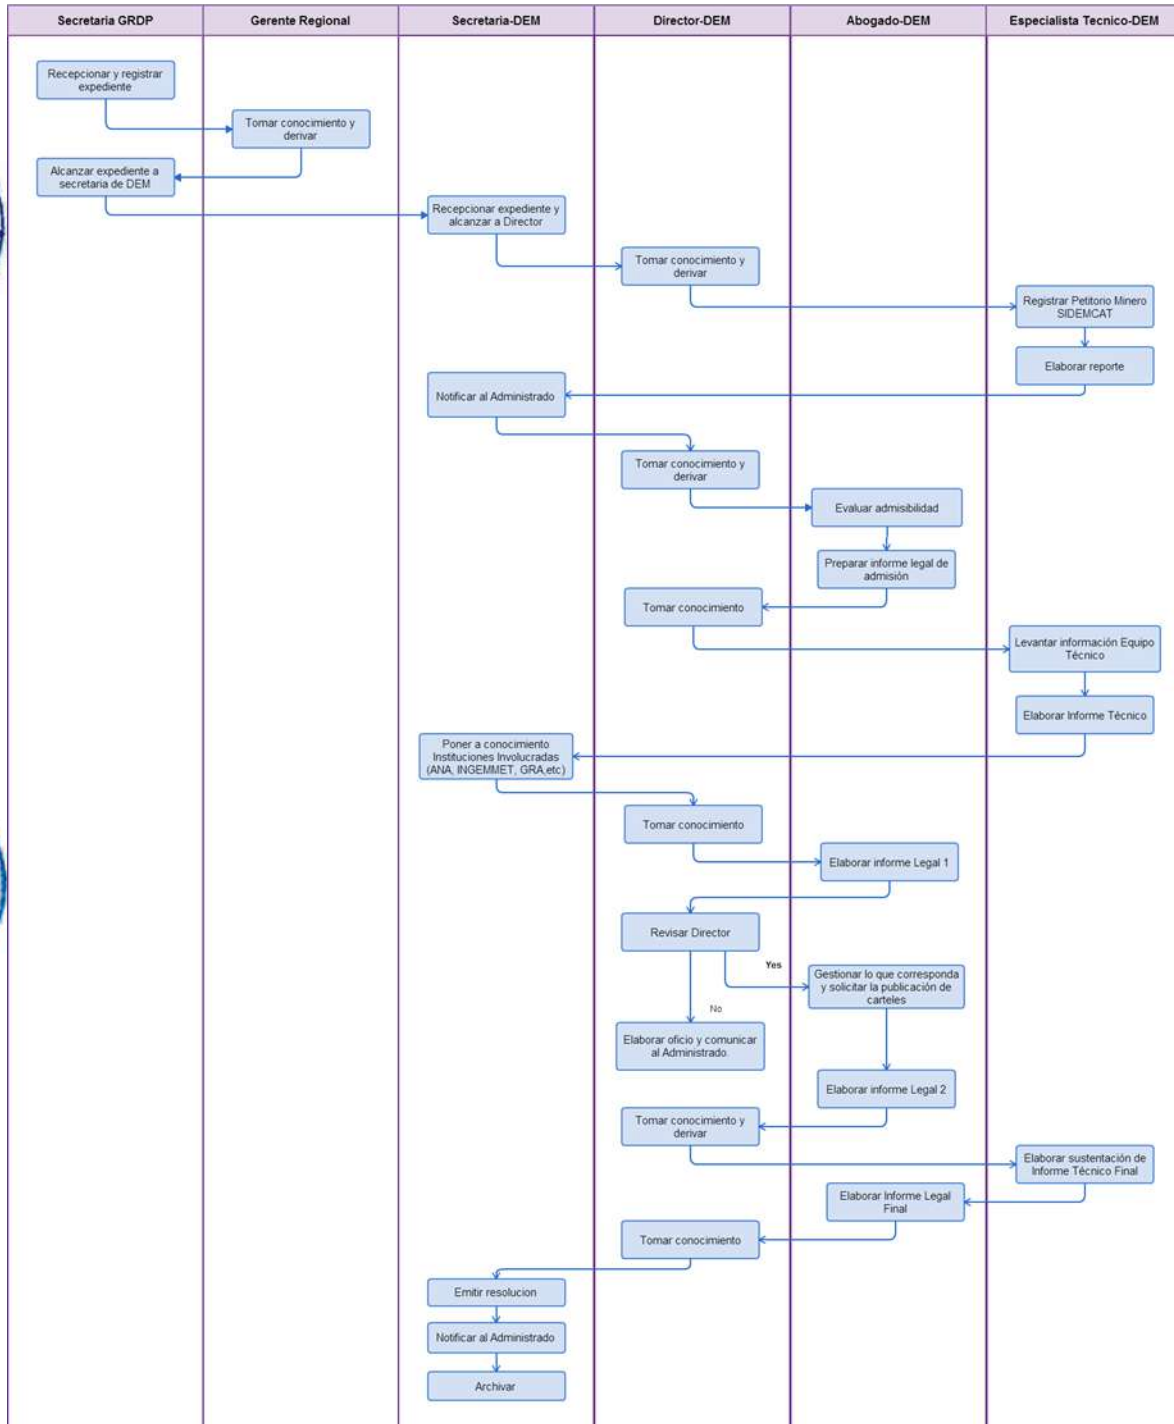 Secretaria GRDP
Gerente Regional
Secretaria-DEM
Director-DEM
Abogado-DEM
Especialista Tecnico-DEM
Recepcionar y registrar
expediente
Tomar conocimiento y
derivar
Alcanzar expediente a
secretaria de DEM
Recepcionar expediente y
alcanzar a Director
Tomar conocimiento y
derivar
Registrar Petitorio Minero
SIDEMCAT
Elaborar reporte
Notificar al Administrado
Tomar conocimiento y
derivar
Evaluar admisibilidad
Preparar informe legal de
admisión
Tomar conocimiento
Levantar información Equipo
Técnico
Elaborar Informe Técnico
Poner a conocimiento
Instituciones Involucradas
(ANA, INGEMMET, GRA,etc)
Tomar conocimiento
Elaborar informe Legal 1
Revisar Director
Yes
Gestionar lo que corresponda
y solicitar la publicación de
carteles
No
Elaborar oficio y comunicar
al Administrado.
Elaborar informe Legal 2
Tomar conocimiento y
derivar
Elaborar sustentación de
Informe Técnico Final
Elaborar Informe Legal
Final
Tomar conocimiento
Emitir resolucion
Notificar al Administrado
Archivar